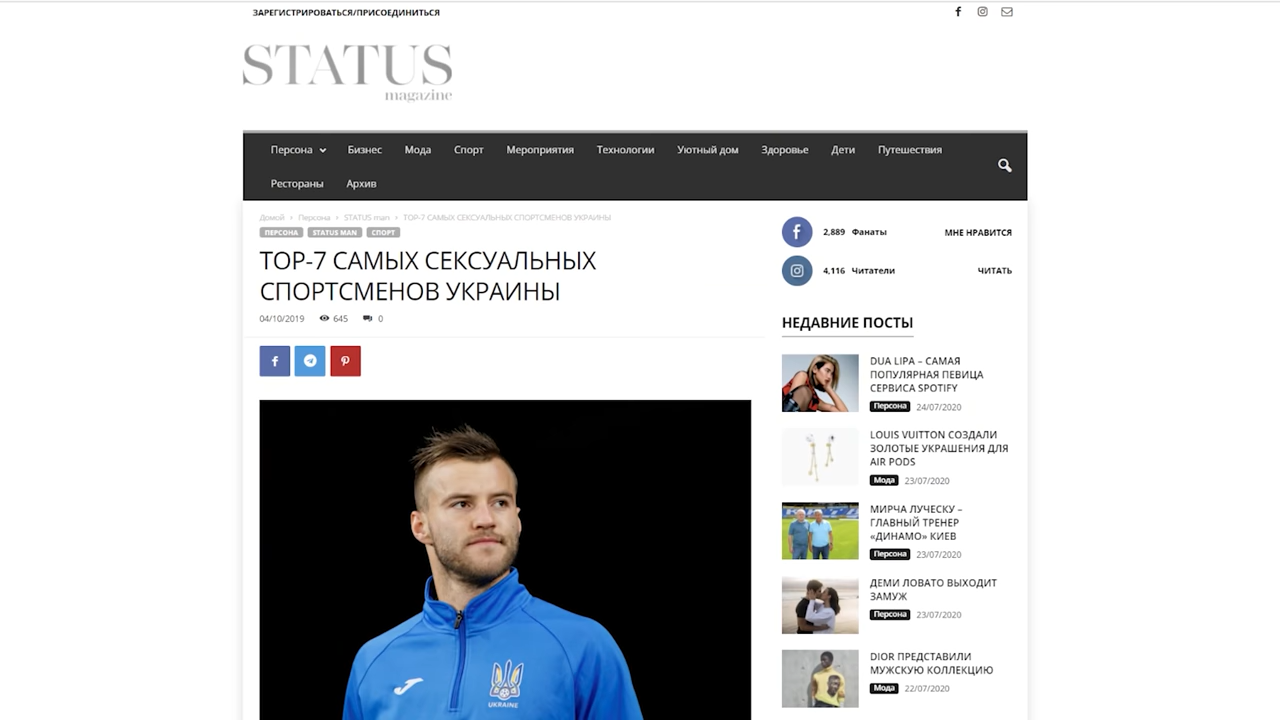 ЗАРЕГИСТРИРОВАТЬСЯ/ПРИСОЕДИНИТЬСЯ
STATUS
magazine
Персона Бизнес Мода Спорт Мероприятия Технологии Уютный дом Здоровье Дети Путешествия
Рестораны Архив
Домой › Персона › STATUS man › TOP-7 САМЫХ СЕКСУАЛЬНЫХ СПОРТСМЕНОВ УКРАИНЫ
ПЕРСОНА STATUS MAN СПОРТ
TOP-7 САМЫХ СЕКСУАЛЬНЫХ
СПОРТСМЕНОВ УКРАИНЫ
04/10/2019 645 0
UKRAINE
2,889 Фанаты МНЕ НРАВИТСЯ
4,116 Читатели ЧИТАТЬ
НЕДАВНИЕ ПОСТЫ
DUA LIPA – САМАЯ
ПОПУЛЯРНАЯ ПЕВИЦА
СЕРВИСА SPOTIFY
Персона 24/07/2020
LOUIS VUITTON СОЗДАЛИ
ЗОЛОТЫЕ УКРАШЕНИЯ ДЛЯ
AIR PODS
Мода 23/07/2020
МИРЧА ЛУЧЕСКУ –
ГЛАВНЫЙ ТРЕНЕР
«ДИНАМО» КИЕВ
Персона 23/07/2020
ДЕМИ ЛОВАТО ВЫХОДИТ
ЗАМУЖ
Персона 23/07/2020
DIOR ПРЕДСТАВИЛИ
МУЖСКУЮ КОЛЛЕКЦИЮ
Мода 22/07/2020